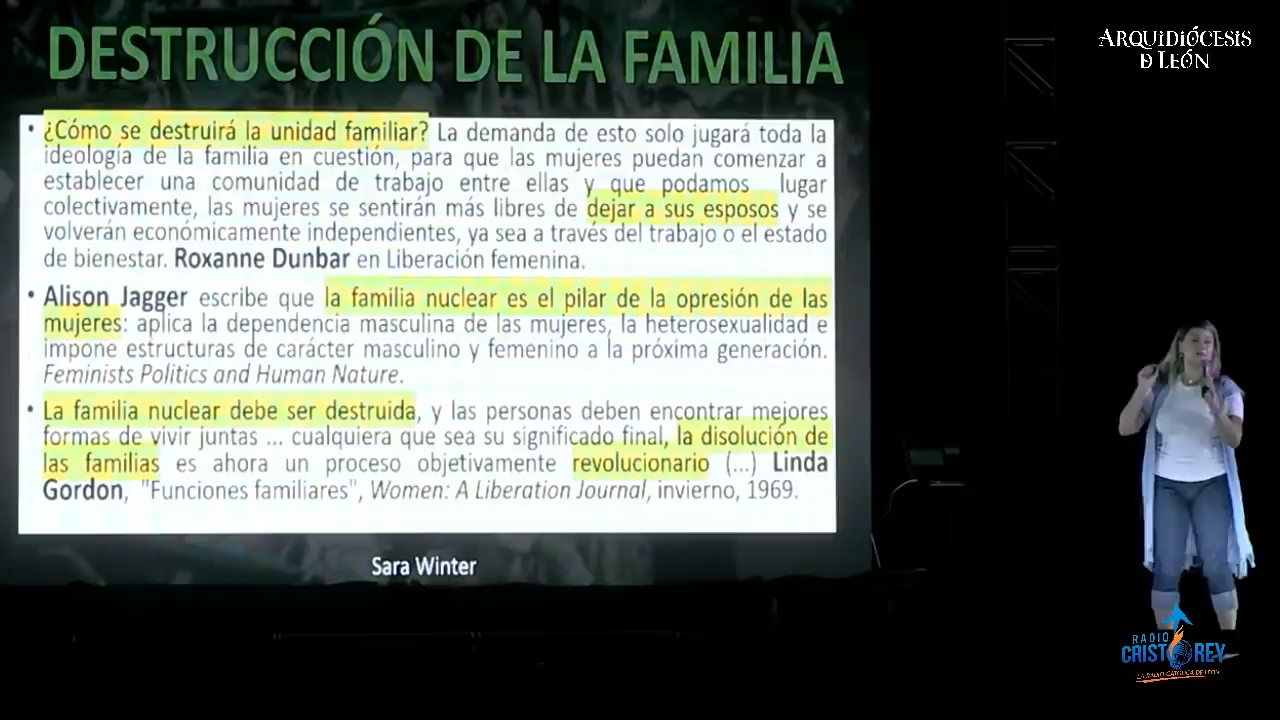 DESTRUCCIÓN DE LA FAMILIA
ARQUIDIÓCESIS
D LEÓN
• ¿Cómo se destruirá la unidad familiar? La demanda de esto solo jugará toda la
ideología de la familia en cuestión, para que las mujeres puedan comenzar a
establecer una comunidad de trabajo entre ellas y que podamos lugar
colectivamente, las mujeres se sentirán más libres de dejar a sus esposos y se
volverán económicamente independientes, ya sea a través del trabajo o el estado
de bienestar. Roxanne Dunbar en Liberación femenina.
• Alison Jagger escribe que la familia nuclear es el pilar de la opresión de las
mujeres: aplica la dependencia masculina de las mujeres, la heterosexualidad e
impone estructuras de carácter masculino y femenino a la próxima generación.
Feminists Politics and Human Nature.
• La familia nuclear debe ser destruida, y las personas deben encontrar mejores
formas de vivir juntas ... cualquiera que sea su significado final, la disolución de
las familias es ahora un proceso objetivamente revolucionario (...) Linda
Gordon, "Funciones familiares", Women: A Liberation Journal, invierno, 1969.
Sara Winter
RADIO
CRISTOREY
LA RADIO CATÓLICA DE LEÓN